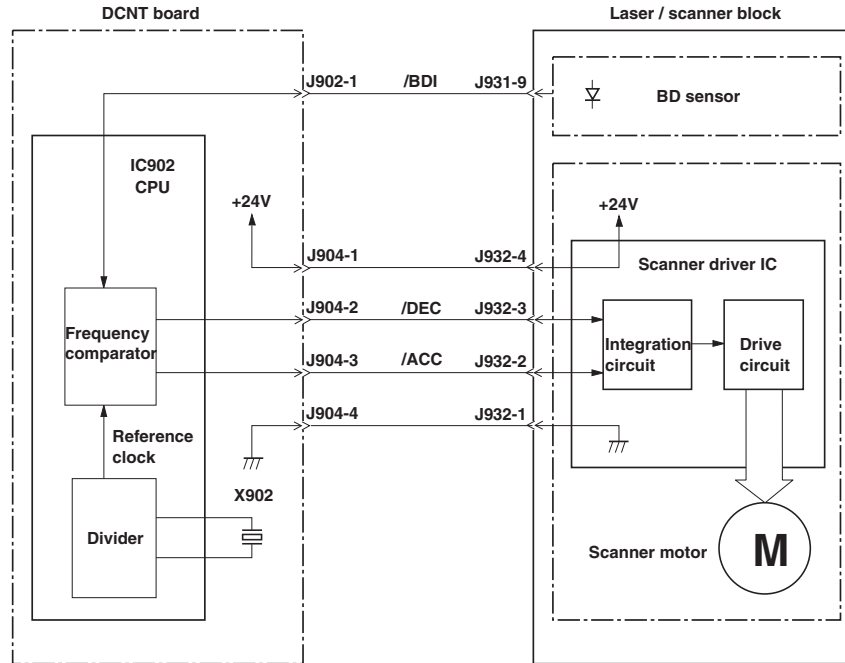 DCNT board
Laser / scanner block
J902-1 /BDI J931-9
BD sensor
IC902
CPU
+24V
+24V
J904-1 J932-4
Scanner driver IC
J904-2 /DEC J932-3
Frequency
comparator
Integration
circuit
Drive
circuit
J904-3 /ACC J932-2
J904-4 J932-1
Reference
clock
X902
Divider
Scanner motor
M